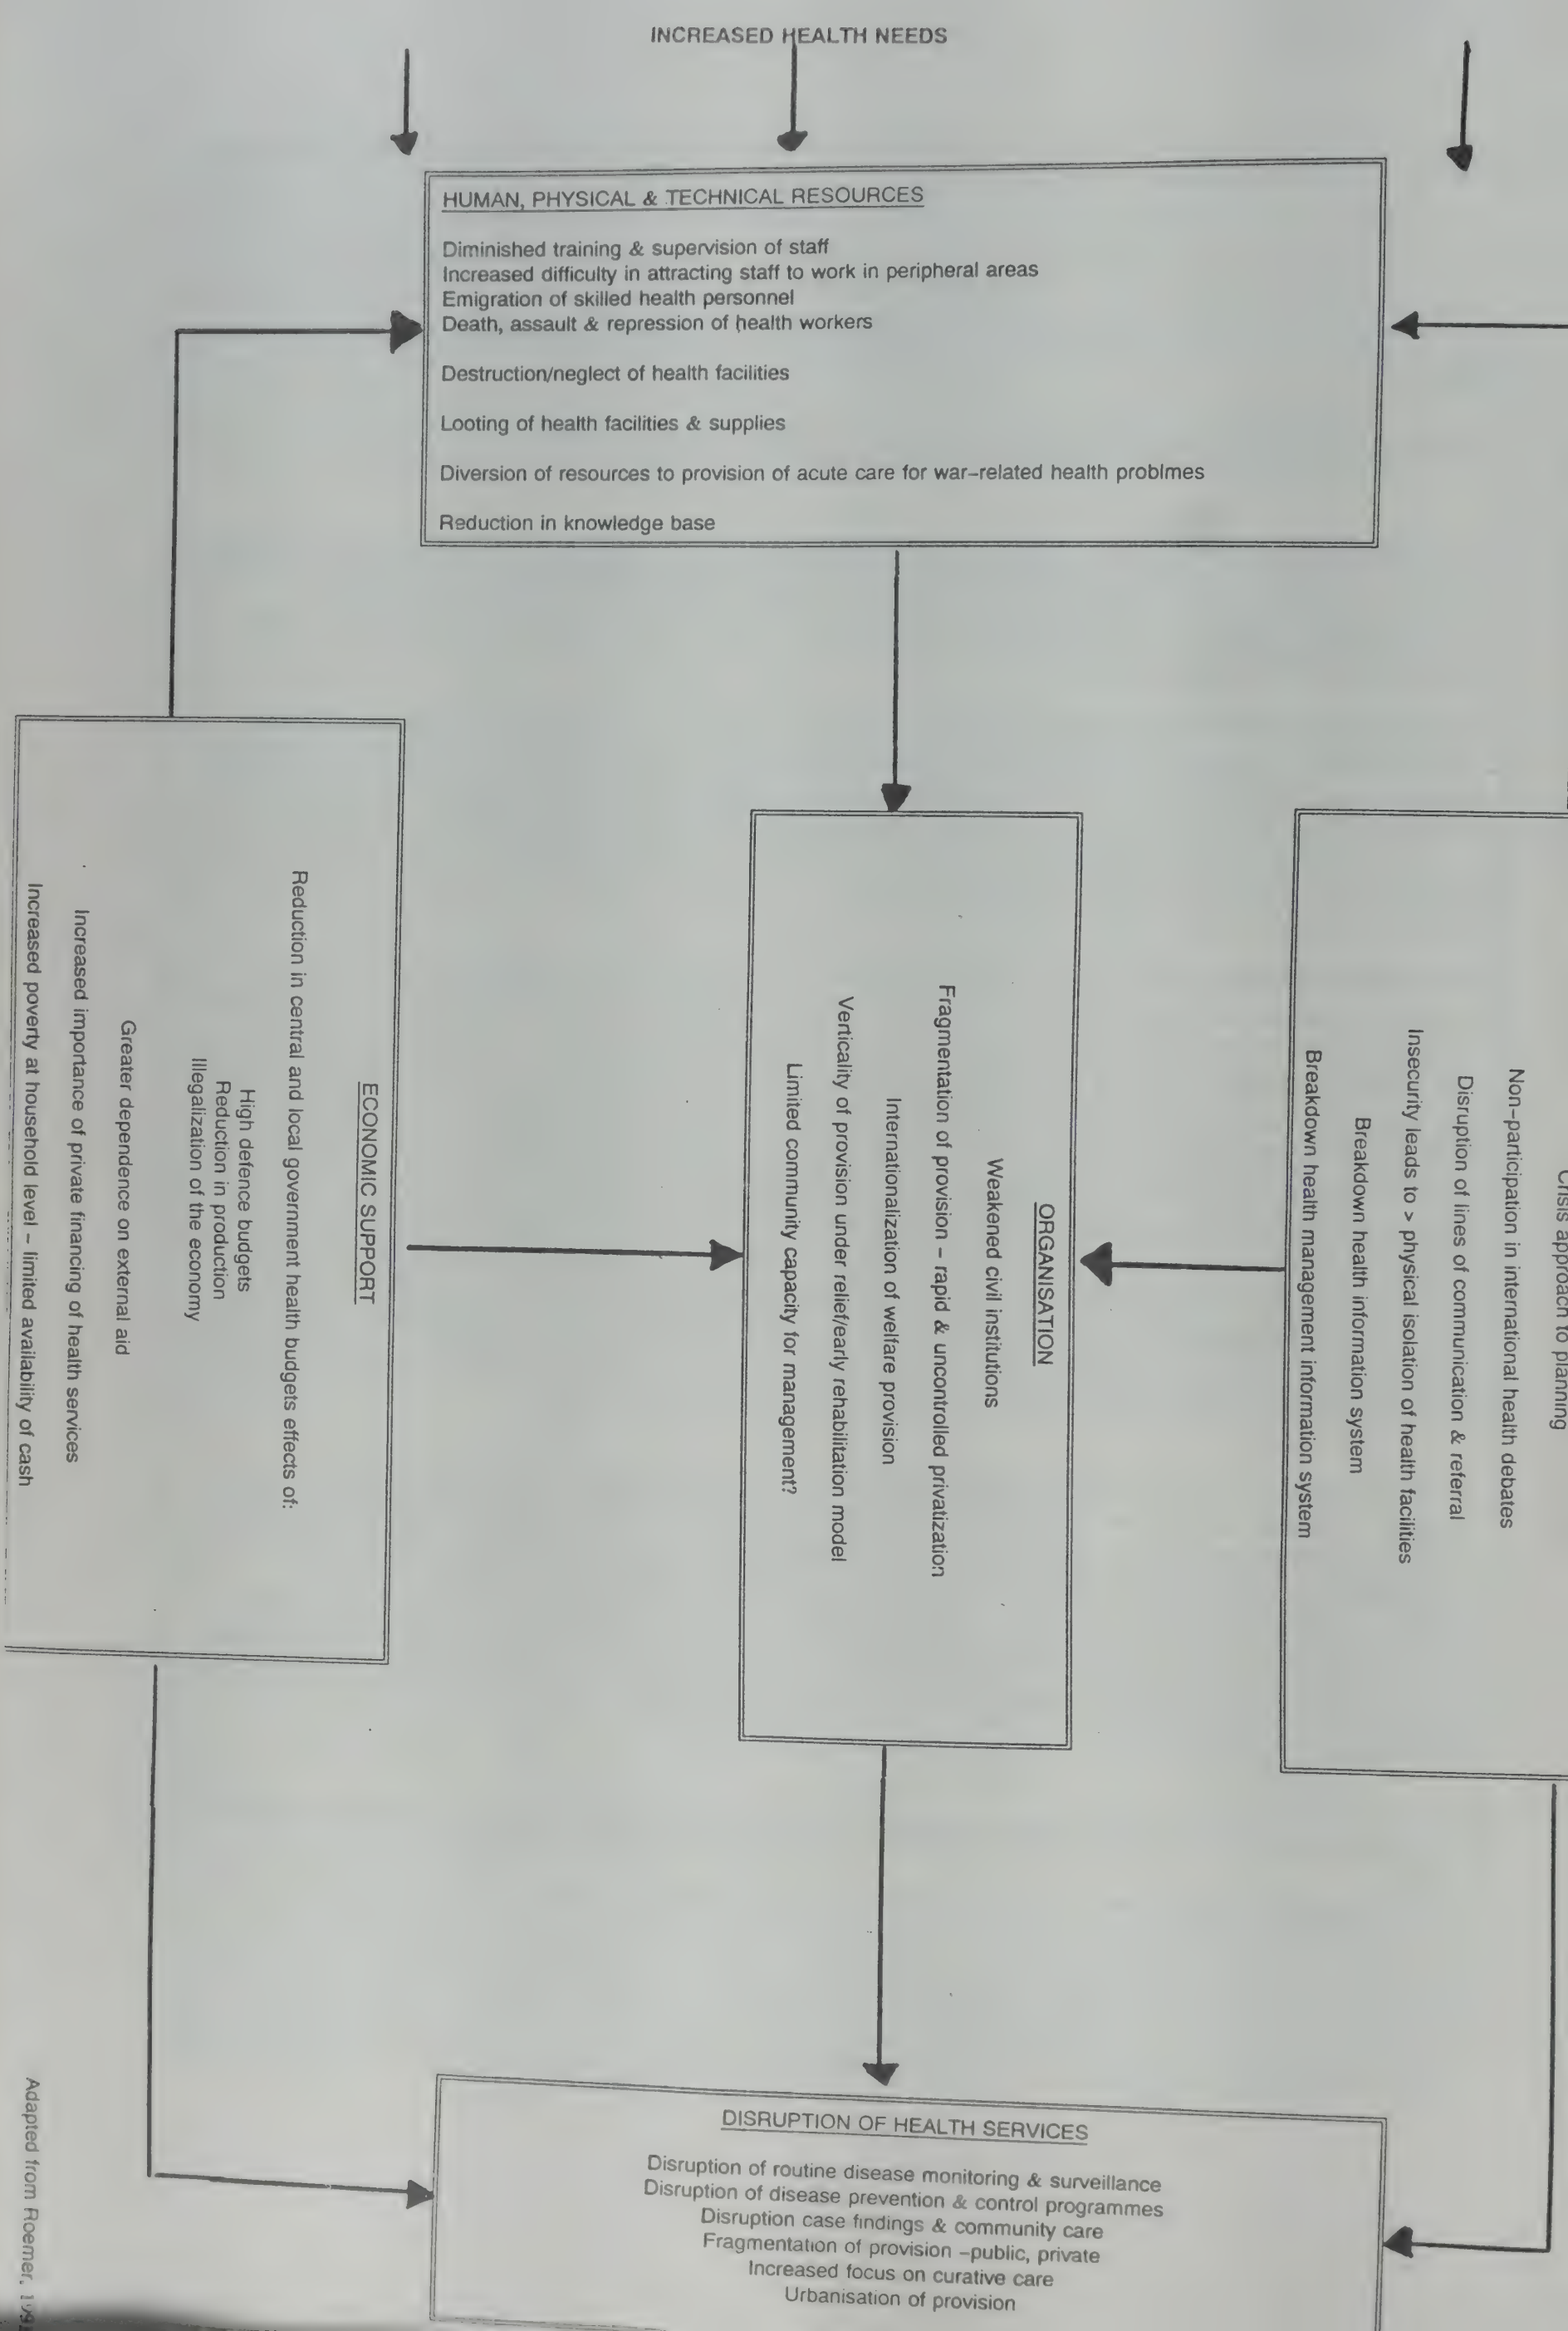 INCREASED HEALTH NEEDS
HUMAN, PHYSICAL & TECHNICAL RESOURCES
Diminished training & supervision of staff
Increased difficulty in attracting staff to work in peripheral areas
Emigration of skilled health personnel
Death, assault & repression of health workers
Destruction/neglect of health facilities
Looting of health facilities & supplies
Diversion of resources to provision of acute care for war-related health problmes
Reduction in knowledge base
Crisis approach to planning
Non-participation in international health debates
Disruption of lines of communication & referral
Insecurity leads to > physical isolation of health facilities
Breakdown health information system
Breakdown health management information system
ORGANISATION
Weakened civil institutions
Fragmentation of provision - rapid & uncontrolled privatization
Internationalization of welfare provision
Verticality of provision under relief/early rehabilitation model
Limited community capacity for management?
ECONOMIC SUPPORT
Reduction in central and local government health budgets effects of:
High defence budgets
Reduction in production
Illegalization of the economy
Greater dependence on external aid
Increased importance of private financing of health services
Increased poverty at household level - limited availability of cash
DISRUPTION OF HEALTH SERVICES
Disruption of routine disease monitoring & surveillance
Disruption of disease prevention & control programmes
Disruption case findings & community care
Fragmentation of provision -public, private
Increased focus on curative care
Urbanisation of provision
Adapted from Roemer,